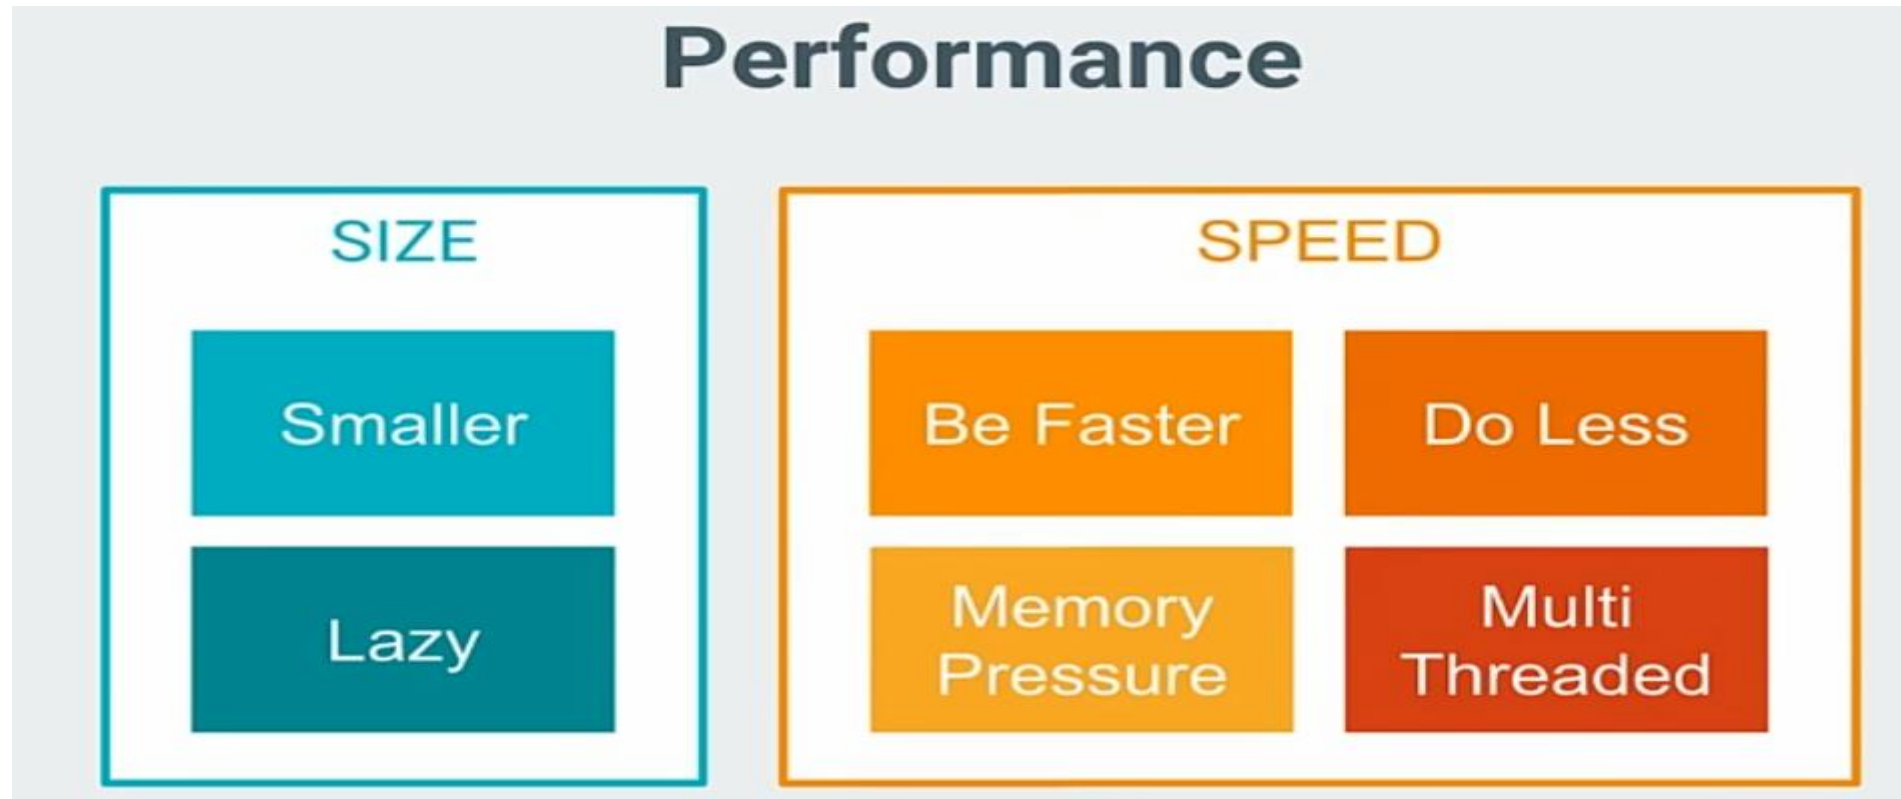 Performance
SIZE
Smaller
Lazy
SPEED
Be Faster
Do Less
Memory
Pressure
Multi
Threaded